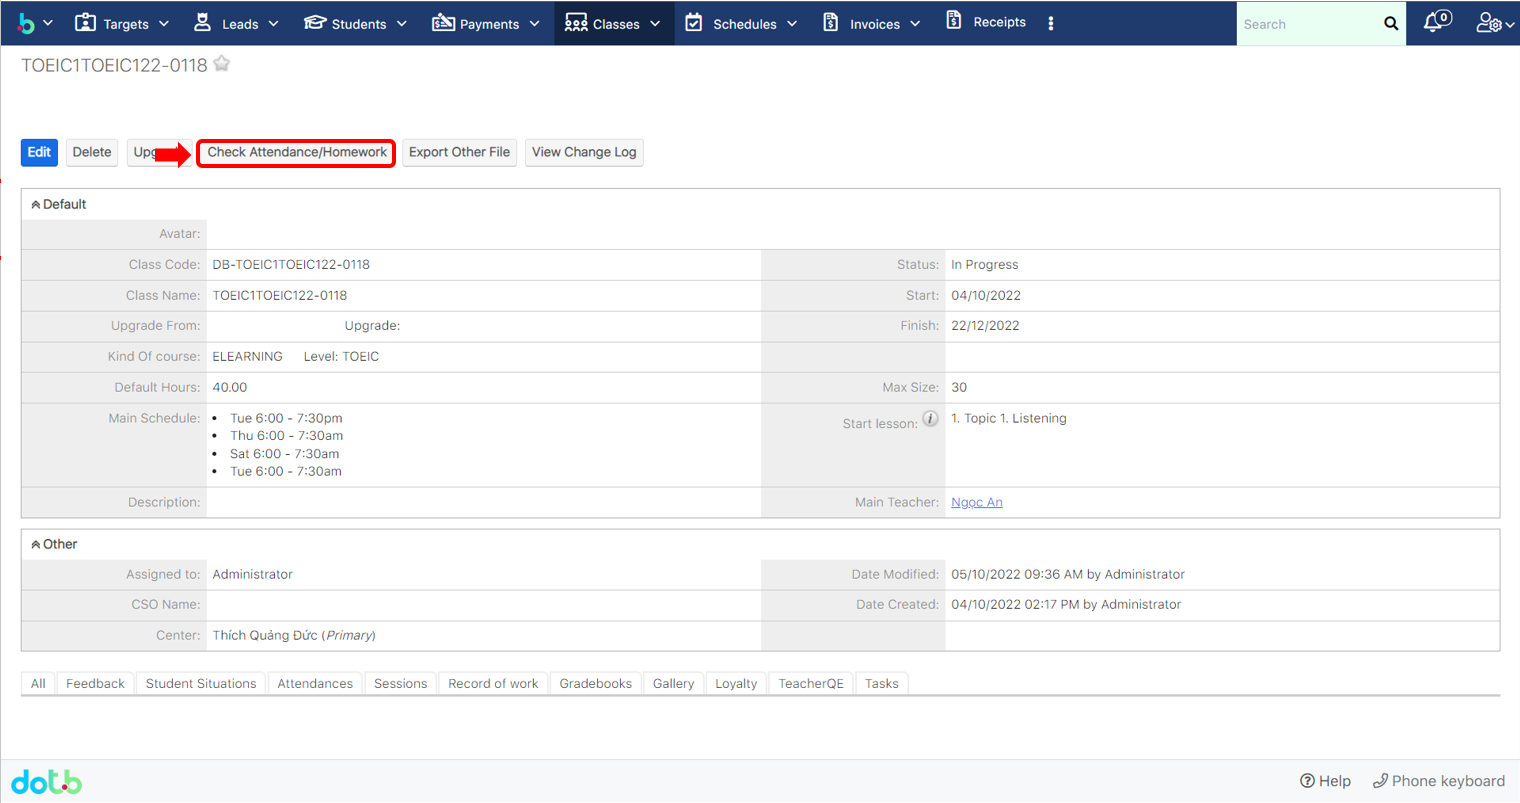 Targets Leads Students Payments Classes Schedules Invoices Receipts Search 0
TOEIC1TOEIC122-0118
Edit Delete Check Attendance/Homework Export Other File View Change Log
Default
Avatar:
Class Code: DB-TOEIC1TOEIC122-0118 Status: In Progress
Class Name: TOEIC1TOEIC122-0118 Start: 04/10/2022
Upgrade From: Upgrade: Finish: 22/12/2022
Kind Of course: ELEARNING Level: TOEIC
Default Hours: 40.00 Max Size: 30
Main Schedule: • Tue 6:00 - 7:30pm Start lesson: i 1. Topic 1. Listening
• Thu 6:00 - 7:30am
• Sat 6:00 - 7:30am
• Tue 6:00 - 7:30am
Description: Main Teacher: Ngọc An
Other
Assigned to: Administrator Date Modified: 05/10/2022 09:36 AM by Administrator
CSO Name: Date Created: 04/10/2022 02:17 PM by Administrator
Center: Thích Quảng Đức (Primary)
All Feedback Student Situations Attendances Sessions Record of work Gradebooks Gallery Loyalty TeacherQE Tasks
dotb ? Help Phone keyboard